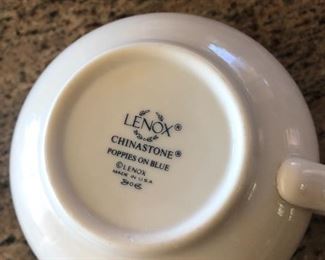 LENOX®
CHINASTONE®
POPPIES ON BLUE
©LENOX
MADE IN U.S.A.